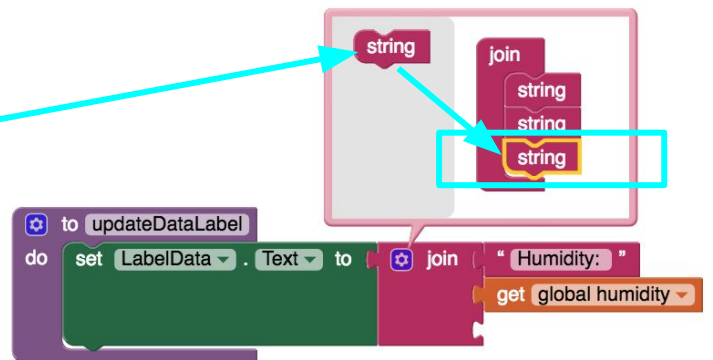 string
join
string
string
string
to updateDataLabel
do set LabelData . Text to join " Humidity: "
get global humidity